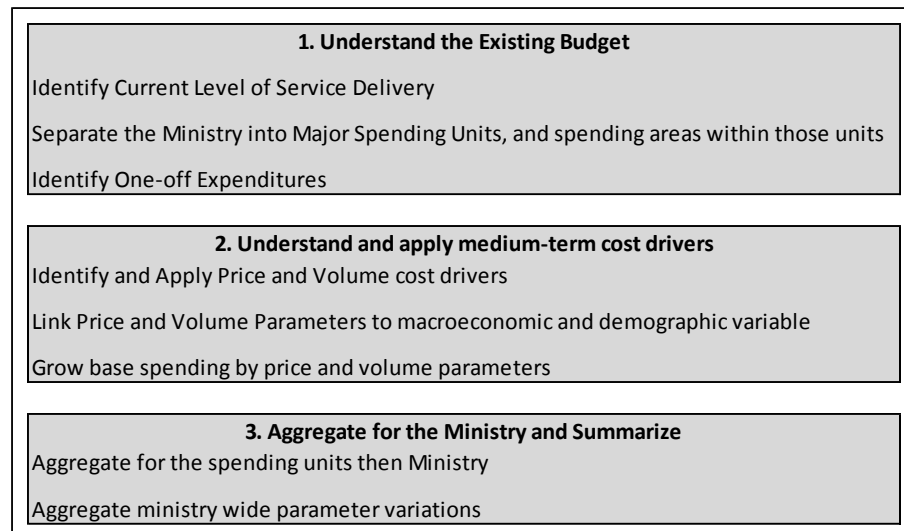 1. Understand the Existing Budget
Identify Current Level of Service Delivery
Separate the Ministry into Major Spending Units, and spending areas within those units
Identify One-off Expenditures
2. Understand and apply medium-term cost drivers
Identify and Apply Price and Volume cost drivers
Link Price and Volume Parameters to macroeconomic and demographic variable
Grow base spending by price and volume parameters
3. Aggregate for the Ministry and Summarize
Aggregate for the spending units then Ministry
Aggregate ministry wide parameter variations